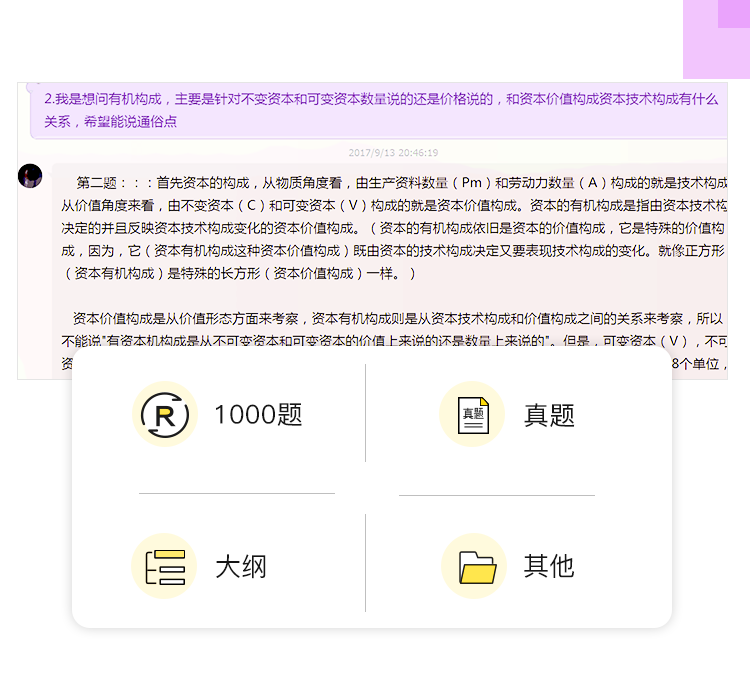 2.我是想问有机构成，主要是针对不变资本和可变资本数量说的还是价格说的，和资本价值构成资本技术构成有什么
关系，希望能说通俗点
2017/9/13 20:46:19
第二题：：：首先资本的构成，从物质角度看，由生产资料数量（Pm）和劳动力数量（A）构成的就是技术构成
从价值角度来看，由不变资本（C）和可变资本（V）构成的就是资本价值构成。资本的有机构成是指由资本技术构
决定的并且反映资本技术构成变化的资本价值构成。（资本的有机构成依旧是资本的价值构成，它是特殊的价值构
成，因为，它（资本有机构成这种资本价值构成）既由资本的技术构成决定又要表现技术构成的变化。就像正方形
（资本有机构成）是特殊的长方形（资本价值构成）一样。）
资本价值构成是从价值形态方面来考察，资本有机构成则是从资本技术构成和价值构成之间的关系来考察，所以
不能说"有资本机构成是从不可变资本和可变资本的价值上来说的还是数量上来说的"。但是，可变资本（V），不可
资
8个单位，
1000题
真题
真题
大纲
其他